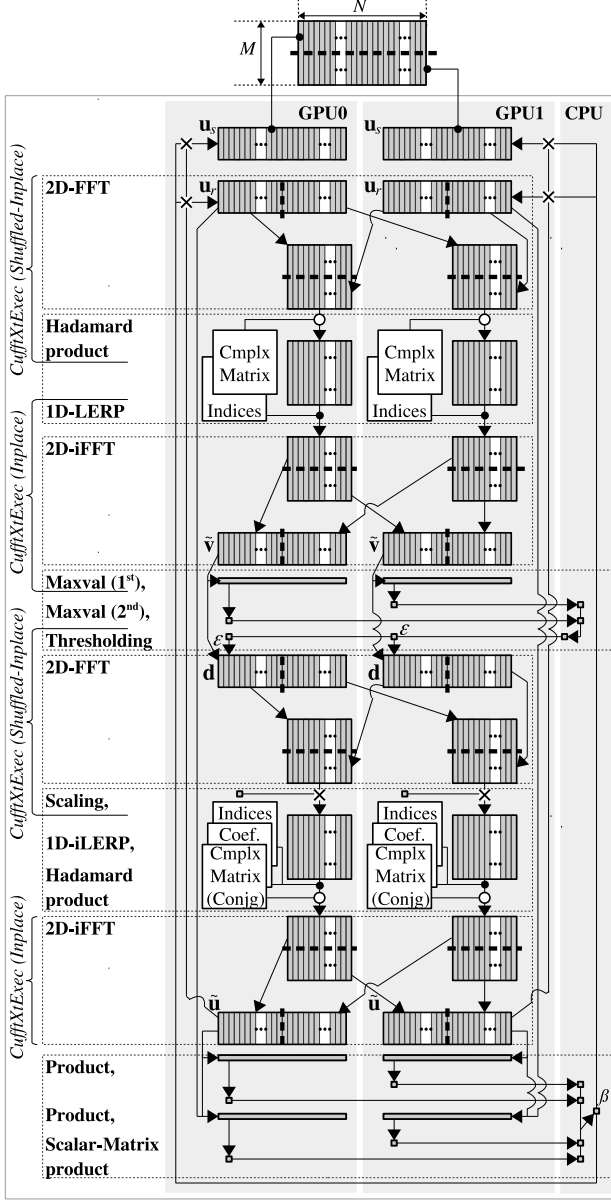 N
M
GPU0 GPU1 CPU
u_s u_s
... ... ... ...
2D-FFT
u_r u_r
CufftXtExec (Shuffled-Inplace)
Hadamard
product
Cmplx
Matrix
Indices
Cmplx
Matrix
Indices
1D-LERP
2D-iFFT
CufftXtExec (Inplace)
ṽ ṽ
Maxval (1st),
Maxval (2nd),
Thresholding
ε ε
d d
2D-FFT
CufftXtExec (Shuffled-Inplace)
Scaling,
1D-iLERP,
Hadamard
product
Indices
Coef.
Cmplx
Matrix
(Conjg)
Indices
Coef.
Cmplx
Matrix
(Conjg)
2D-iFFT
CufftXtExec (Inplace)
ũ ũ
Product,
Product,
β
Scalar-Matrix
product